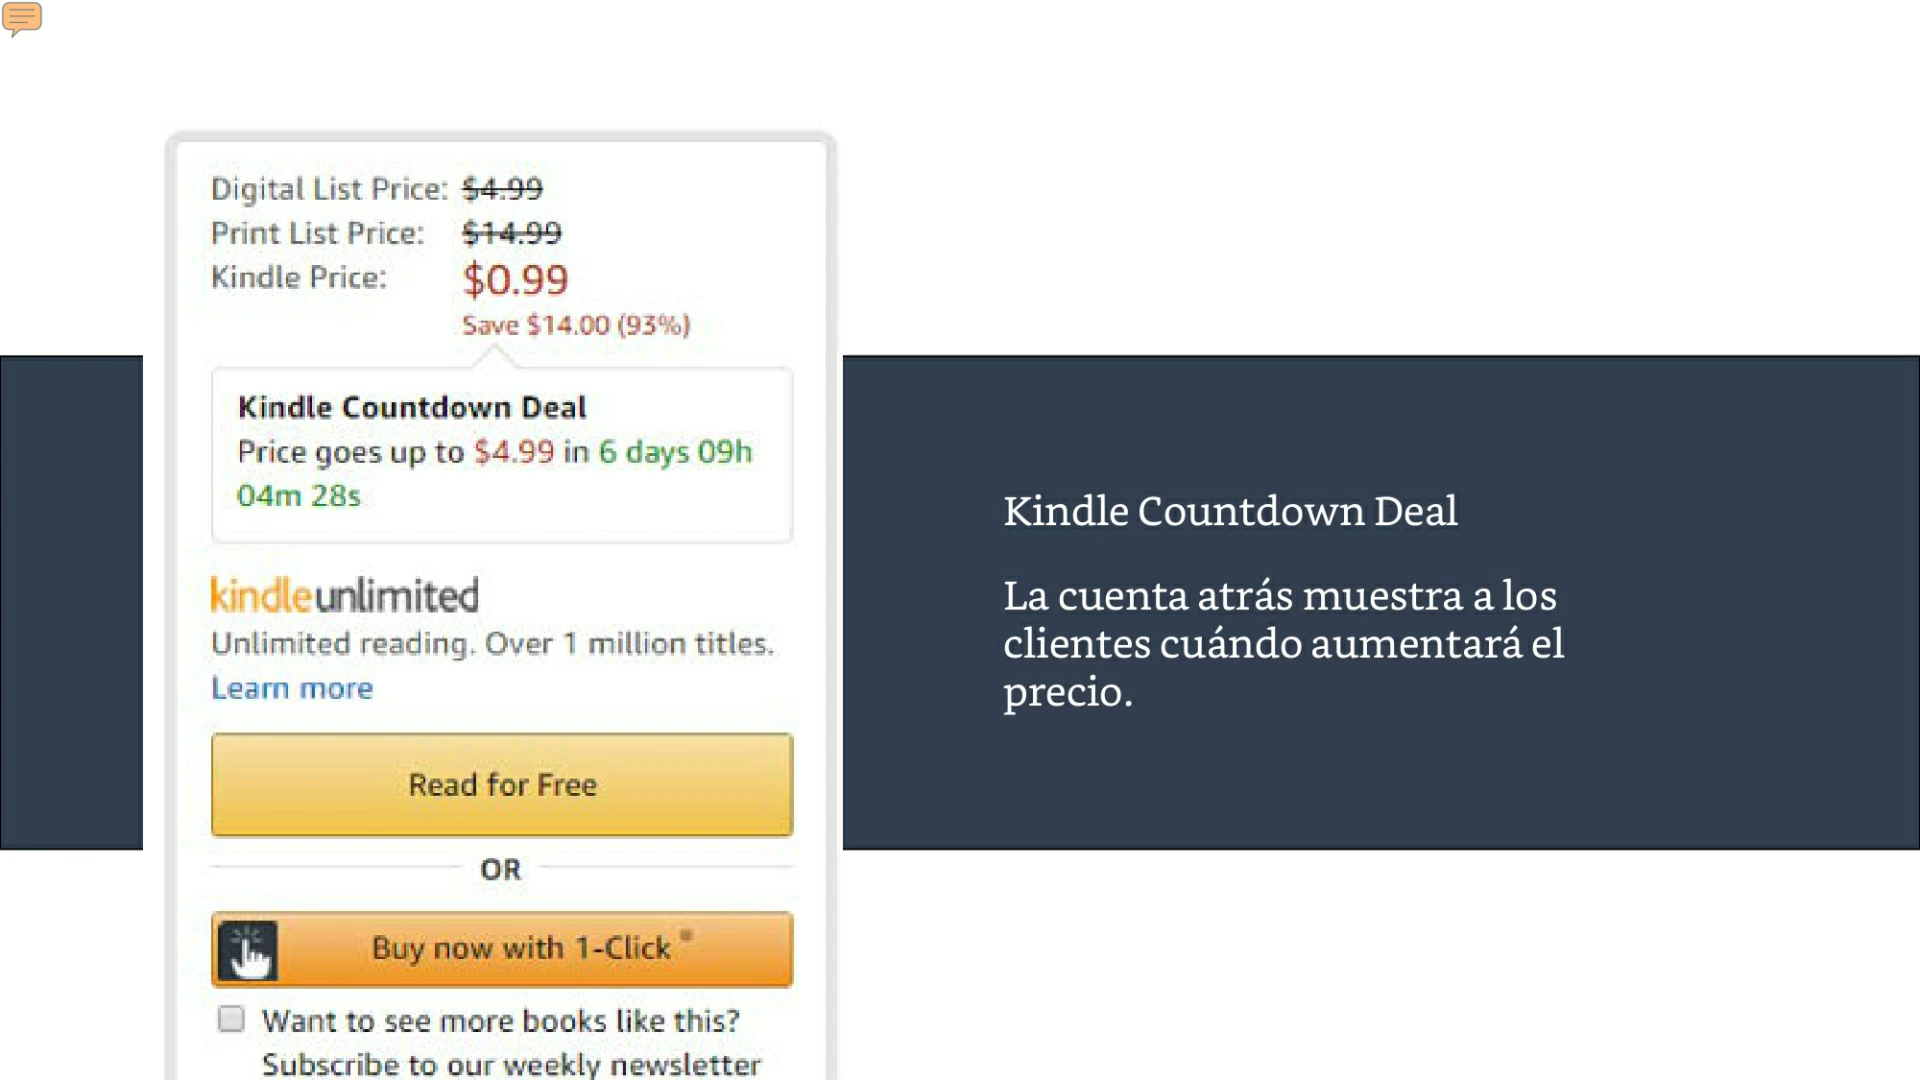 Digital List Price: $4.99
Print List Price: $14.99
Kindle Price: $0.99
Save $14.00 (93%)
Kindle Countdown Deal
Price goes up to $4.99 in 6 days 09h
04m 28s
kindleunlimited
Unlimited reading. Over 1 million titles.
Learn more
Read for Free
OR
Buy now with 1-Click
Want to see more books like this?
Subscribe to our weekly newsletter
Kindle Countdown Deal
La cuenta atrás muestra a los
clientes cuándo aumentará el
precio.